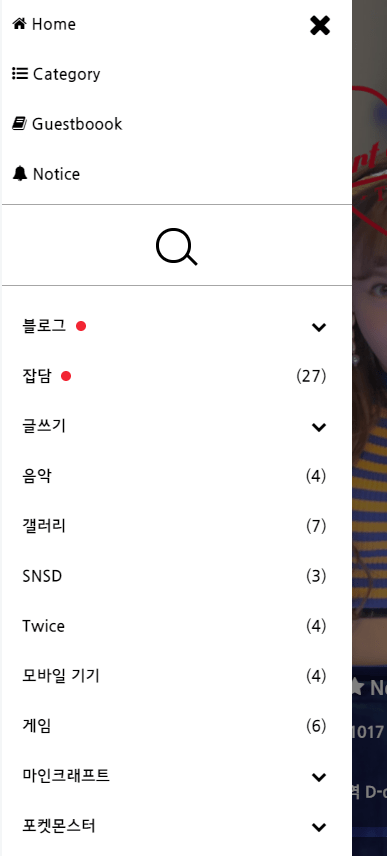 Home
Category
Guestboook
Notice
블로그
잡담 (27)
글쓰기
음악 (4)
갤러리 (7)
SNSD (3)
Twice (4)
모바일 기기 (4)
게임 (6)
1017
마인크래프트
역 D-
포켓몬스터